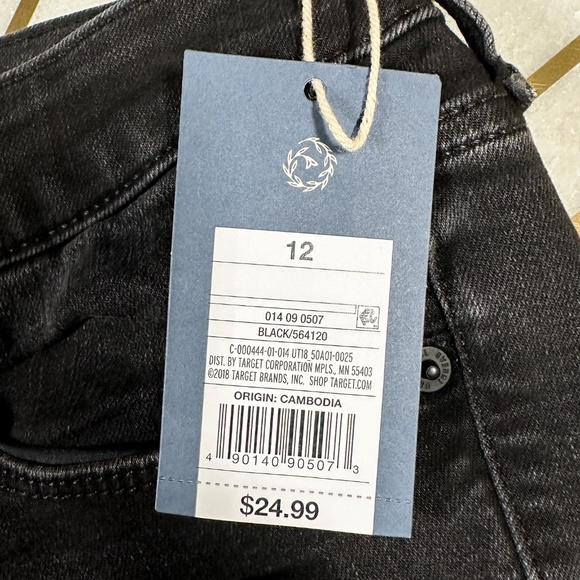 12
014 09 0507
BLACK/564120
C-000444-01-014 UT18_50A01-0025
DIST. BY TARGET CORPORATION MPLS., MN 55403
©2018 TARGET BRANDS, INC. SHOP TARGET.COM
ORIGIN: CAMBODIA
4 90140 90507 3
$24.99